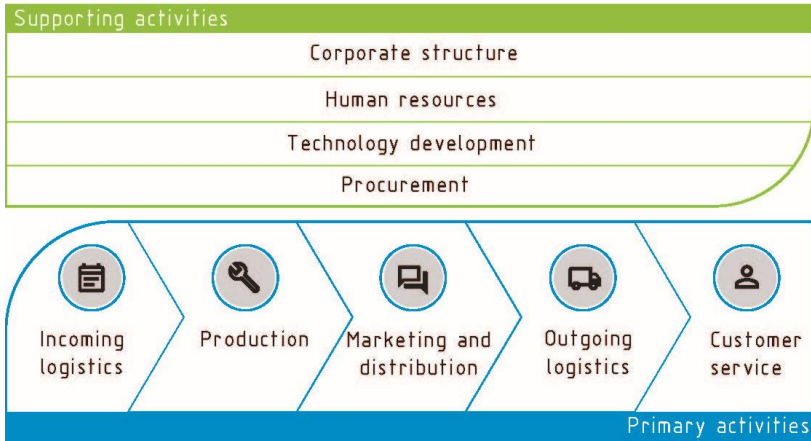 Supporting activities
Corporate structure
Human resources
Technology development
Procurement
Incoming
logistics
Production
Marketing and
distribution
Outgoing
logistics
Customer
service
Primary activities